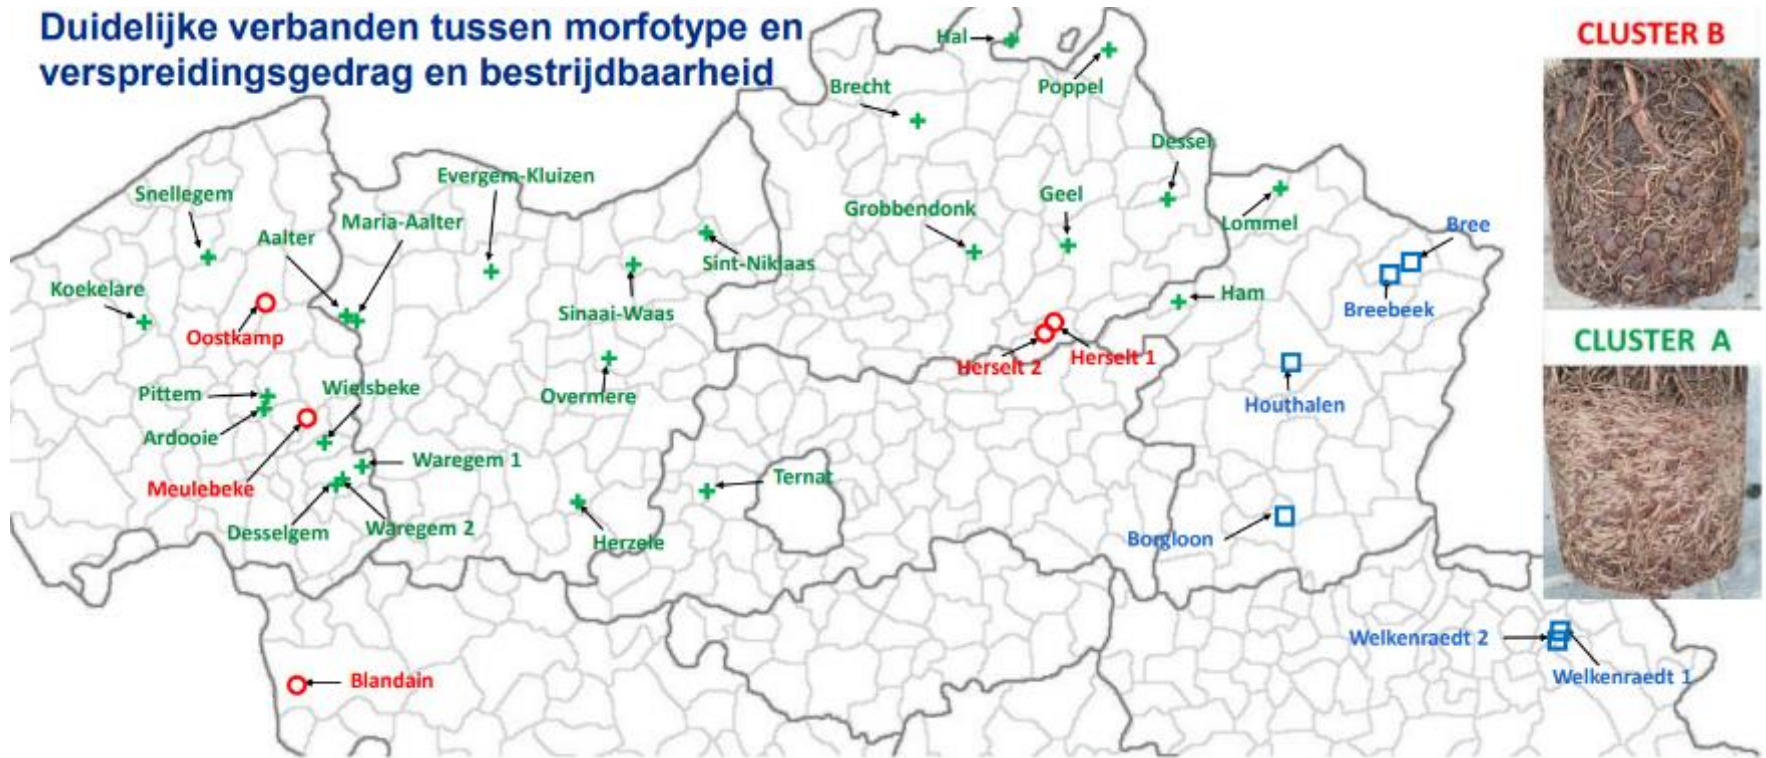 Duidelijke verbanden tussen morfotype en
verspreidingsgedrag en bestrijdbaarheid
CLUSTER B
Hal
Poppel
Brecht
Dessel
Evergem-Kluizen
Snellegem
Maria-Aalter
Aalter
Grobbendonk
Geel
Lommel
Bree
Sint-Niklaas
Koekelare
Ham
Sinaai-Waas
Breebeek
Oostkamp
CLUSTER A
Herselt 2
Herselt 1
Pittem
Wielsbeke
Overmere
Houthalen
Ardooie
Waregem 1
Ternat
Meulebeke
Desselgem
Waregem 2
Herzele
Borgloon
Welkenraedt 2
Welkenraedt 1
Blandain